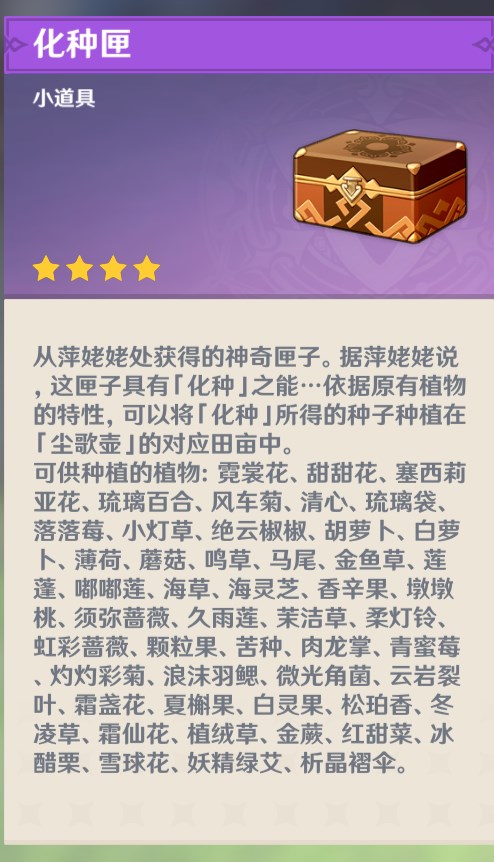 化种匣
小道具
从萍姥姥处获得的神奇匣子。据萍姥姥说
，这匣子具有「化种」之能…依据原有植物
的特性，可以将「化种」所得的种子种植在
「尘歌壶」的对应田亩中。
可供种植的植物：霓裳花、甜甜花、塞西莉
亚花、琉璃百合、风车菊、清心、琉璃袋、
落落莓、小灯草、绝云椒椒、胡萝卜、白萝
卜、薄荷、蘑菇、鸣草、马尾、金鱼草、莲
蓬、嘟嘟莲、海草、海灵芝、香辛果、墩墩
桃、须弥蔷薇、久雨莲、茉洁草、柔灯铃、
虹彩蔷薇、颗粒果、苦种、肉龙掌、青蜜莓
、灼灼彩菊、浪沫羽鳃、微光角菌、云岩裂
叶、霜盏花、夏槲果、白灵果、松珀香、冬
凌草、霜仙花、植绒草、金蕨、红甜菜、冰
醋栗、雪球花、妖精绿艾、析晶褶伞。